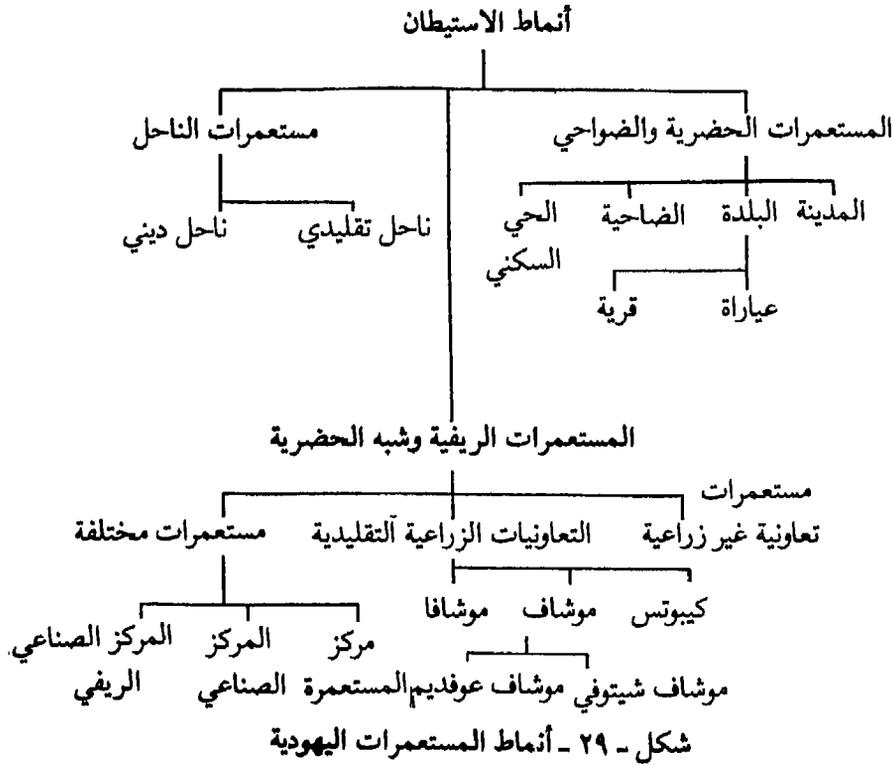 أنماط الاستيطان
المستعمرات الحضرية والضواحي
مستعمرات الناحل
المدينة
البلدة
الضاحية
الحي
السكني
ناحل تقليدي
ناحل ديني
عياراة
قرية
المستعمرات الريفية وشبه الحضرية
مستعمرات
تعاونية غير زراعية
التعاونيات الزراعية التقليدية
مستعمرات مختلفة
كيبوتس
موشاف
موشافا
مركز
المستعمرة
المركز
الصناعي
المركز الصناعي
الريفي
موشاف شيتوفي
موشاف عوفديم
شكل - ٢٩ - أنماط المستعمرات اليهودية